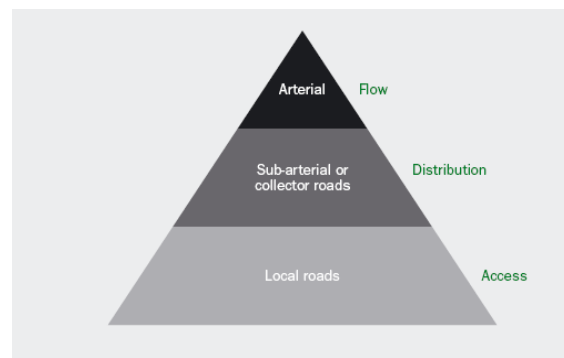 Arterial
Flow
Sub-arterial or
collector roads
Distribution
Local roads
Access